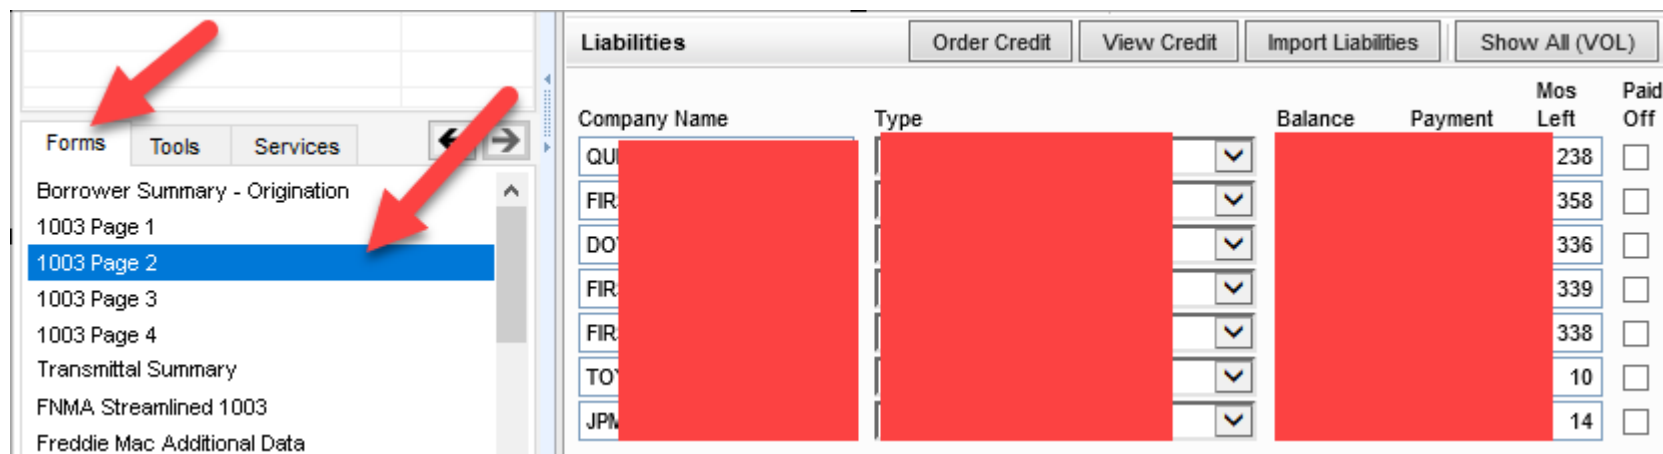 Forms Tools Services
Borrower Summary - Origination
1003 Page 1
1003 Page 2
1003 Page 3
1003 Page 4
Transmittal Summary
FNMA Streamlined 1003
Freddie Mac Additional Data
Liabilities Order Credit View Credit Import Liabilities Show All (VOL)
Company Name Type Balance Payment Mos Left Paid Off
QUI 238
FIR 358
DO 336
FIR 339
FIR 338
TO 10
JPM 14